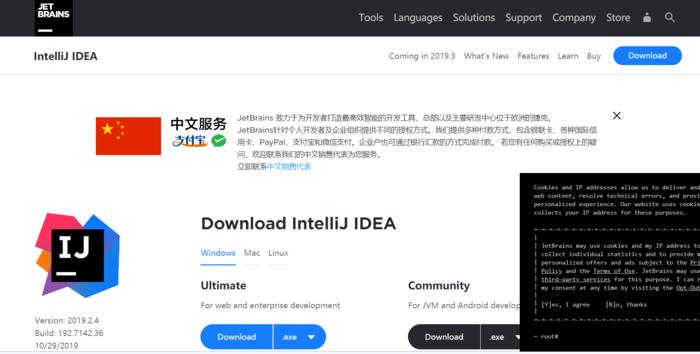 JET
BRAINS
Tools Languages Solutions Support Company Store
IntelliJ IDEA
Coming in 2019.3 What's New Features Learn Buy Download
中文服务
支付宝
JetBrains 致力于为开发者打造最高效智能的开发工具，总部以及主要研发中心位于欧洲的捷克。
JetBrains针对个人开发者及企业组织提供不同的授权方式。我们提供多种付款方式，包含银联卡、各种国际信
用卡、PayPal、支付宝和微信支付。企业户也可通过银行汇款的方式完成付款。 若您有任何购买或授权上的疑
问，欢迎联系我们的中文销售代表为您服务。
立即联系中文销售代表
IJ
Download IntelliJ IDEA
Windows Mac Linux
Ultimate
For web and enterprise development
Download .exe
Community
For JVM and Android develop
Download .exe
Version: 2019.2.4
Build: 192.7142.36
10/29/2019
Cookies and IP addresses allow us to deliver and
web content, resolve technical errors, and provi
personalized experience. Our website uses cookie
collects your IP address for these purposes.
JetBrains may use cookies and my IP address to
collect individual statistics and to provide m
personalized offers and ads subject to the Pri
Policy and the Terms of Use. JetBrains may use
third-party services for this purpose. I can r
my consent at any time by visiting the Opt-Out
[Y]es, I agree [N]o, thanks
~ root#